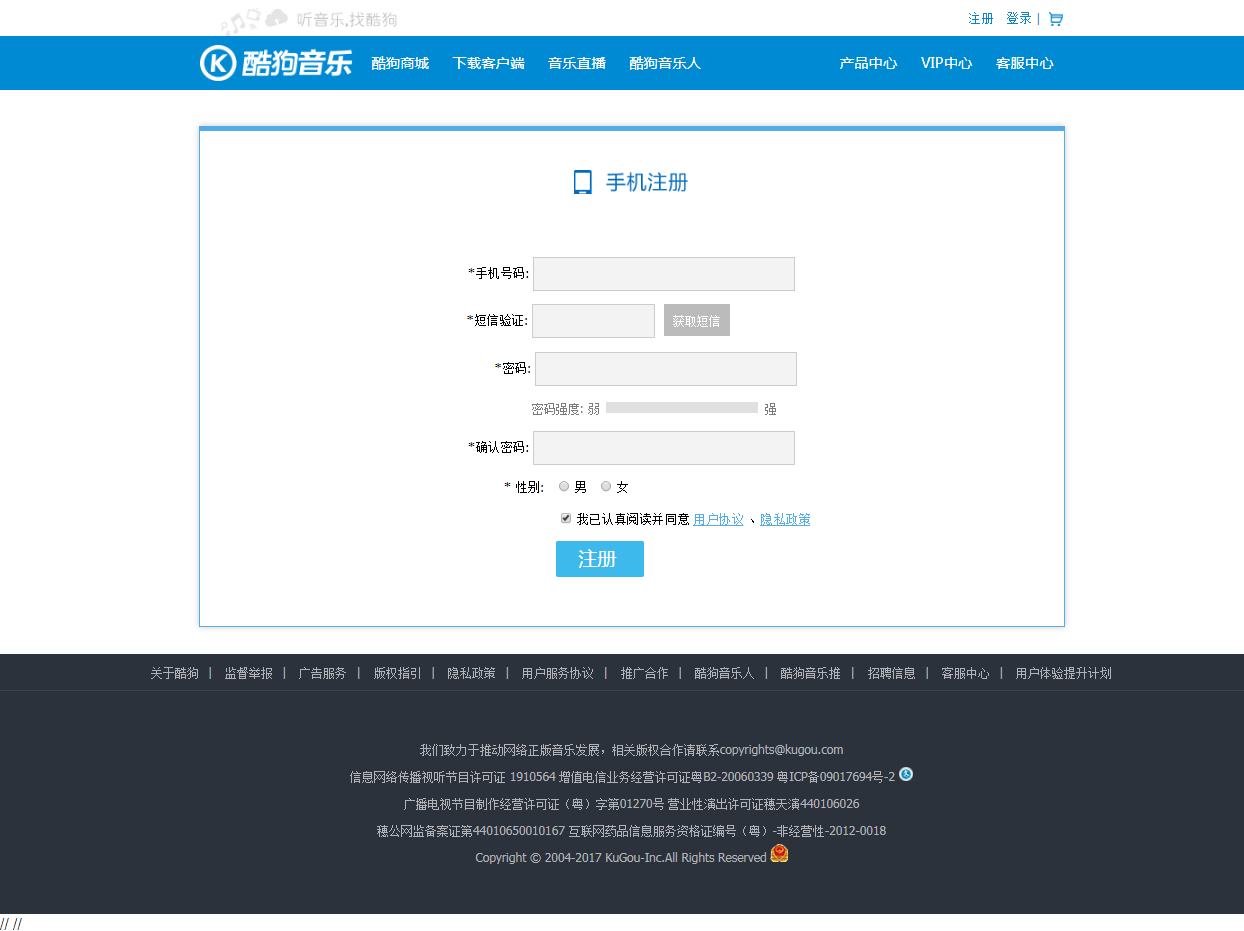 听音乐,找酷狗
注册 登录 |
酷狗音乐 酷狗商城 下载客户端 音乐直播 酷狗音乐人 产品中心 VIP中心 客服中心
手机注册
*手机号码:
*短信验证: 获取短信
*密码:
密码强度: 弱 强
*确认密码:
* 性别: 男 女
我已认真阅读并同意 用户协议 、隐私政策
注册
关于酷狗 | 监督举报 | 广告服务 | 版权指引 | 隐私政策 | 用户服务协议 | 推广合作 | 酷狗音乐人 | 酷狗音乐推 | 招聘信息 | 客服中心 | 用户体验提升计划
我们致力于推动网络正版音乐发展，相关版权合作请联系copyrights@kugou.com
信息网络传播视听节目许可证 1910564 增值电信业务经营许可证粤B2-20060339 粤ICP备09017694号-2
广播电视节目制作经营许可证（粤）字第01270号 营业性演出许可证穗天演440106026
穗公网监备案证第44010650010167 互联网药品信息服务资格证编号（粤）-非经营性-2012-0018
Copyright © 2004-2017 KuGou-Inc.All Rights Reserved
// //